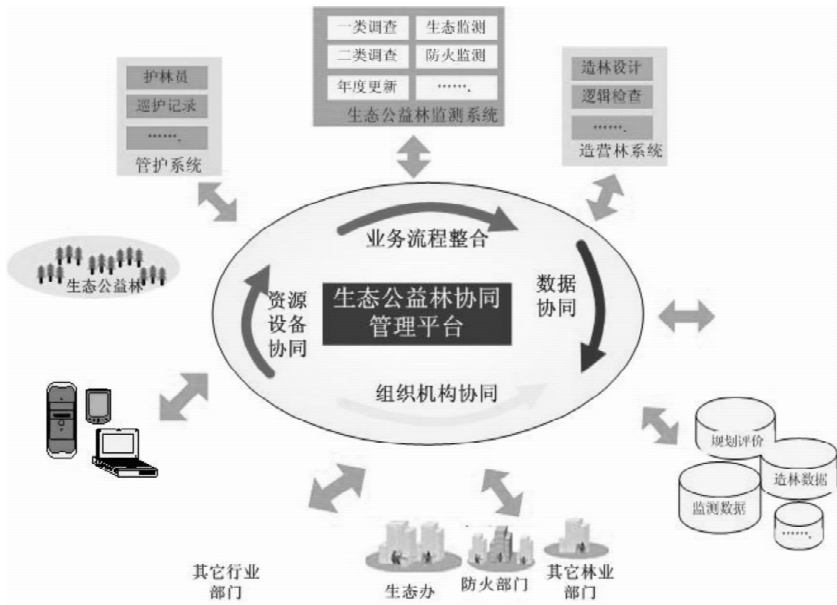 一类调查
生态监测
二类调查
防火监测
年度更新
…….
生态公益林监测系统
护林员
巡护记录
…….
管护系统
造林设计
逻辑检查
…….
造营林系统
业务流程整合
生态公益林
资源
设备
协同
生态公益林协同
管理平台
数据
协同
组织机构协同
规划评价
造林数据
监测数据
…….
其它行业
部门
生态办
防火部门
其它林业
部门